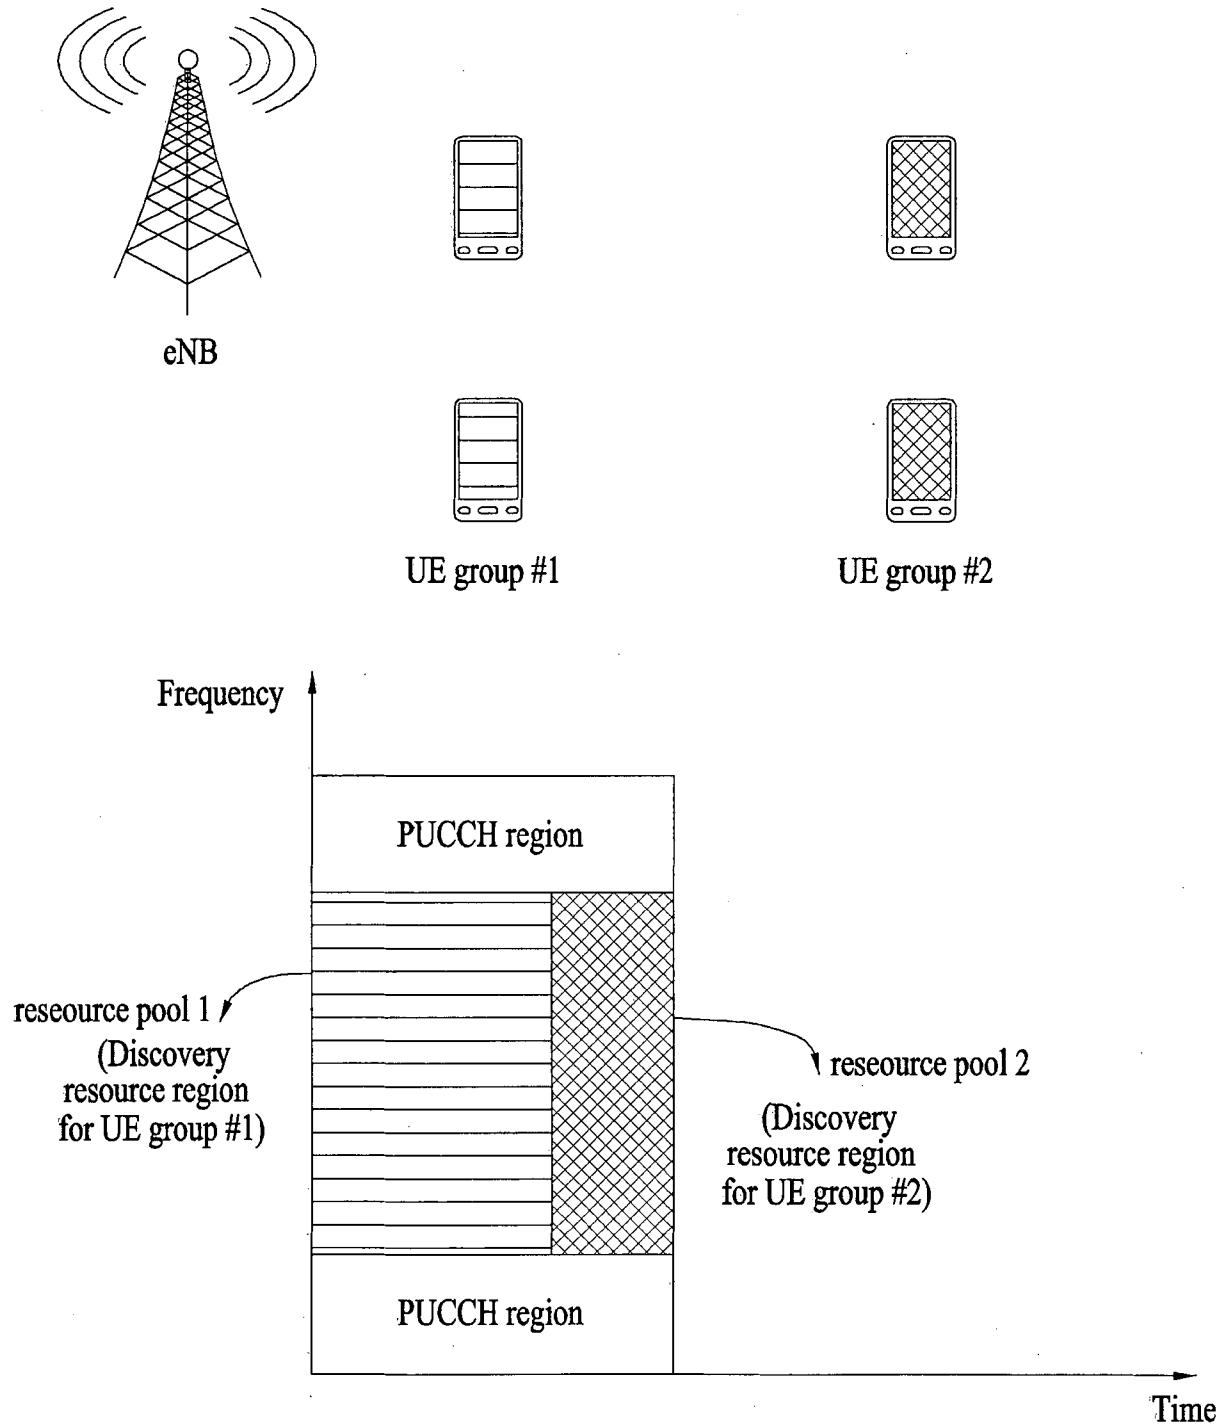 eNB
UE group #1
UE group #2
Frequency
PUCCH region
reseource pool 1
(Discovery
resource region
for UE group #1)
reseource pool 2
(Discovery
resource region
for UE group #2)
PUCCH region
Time